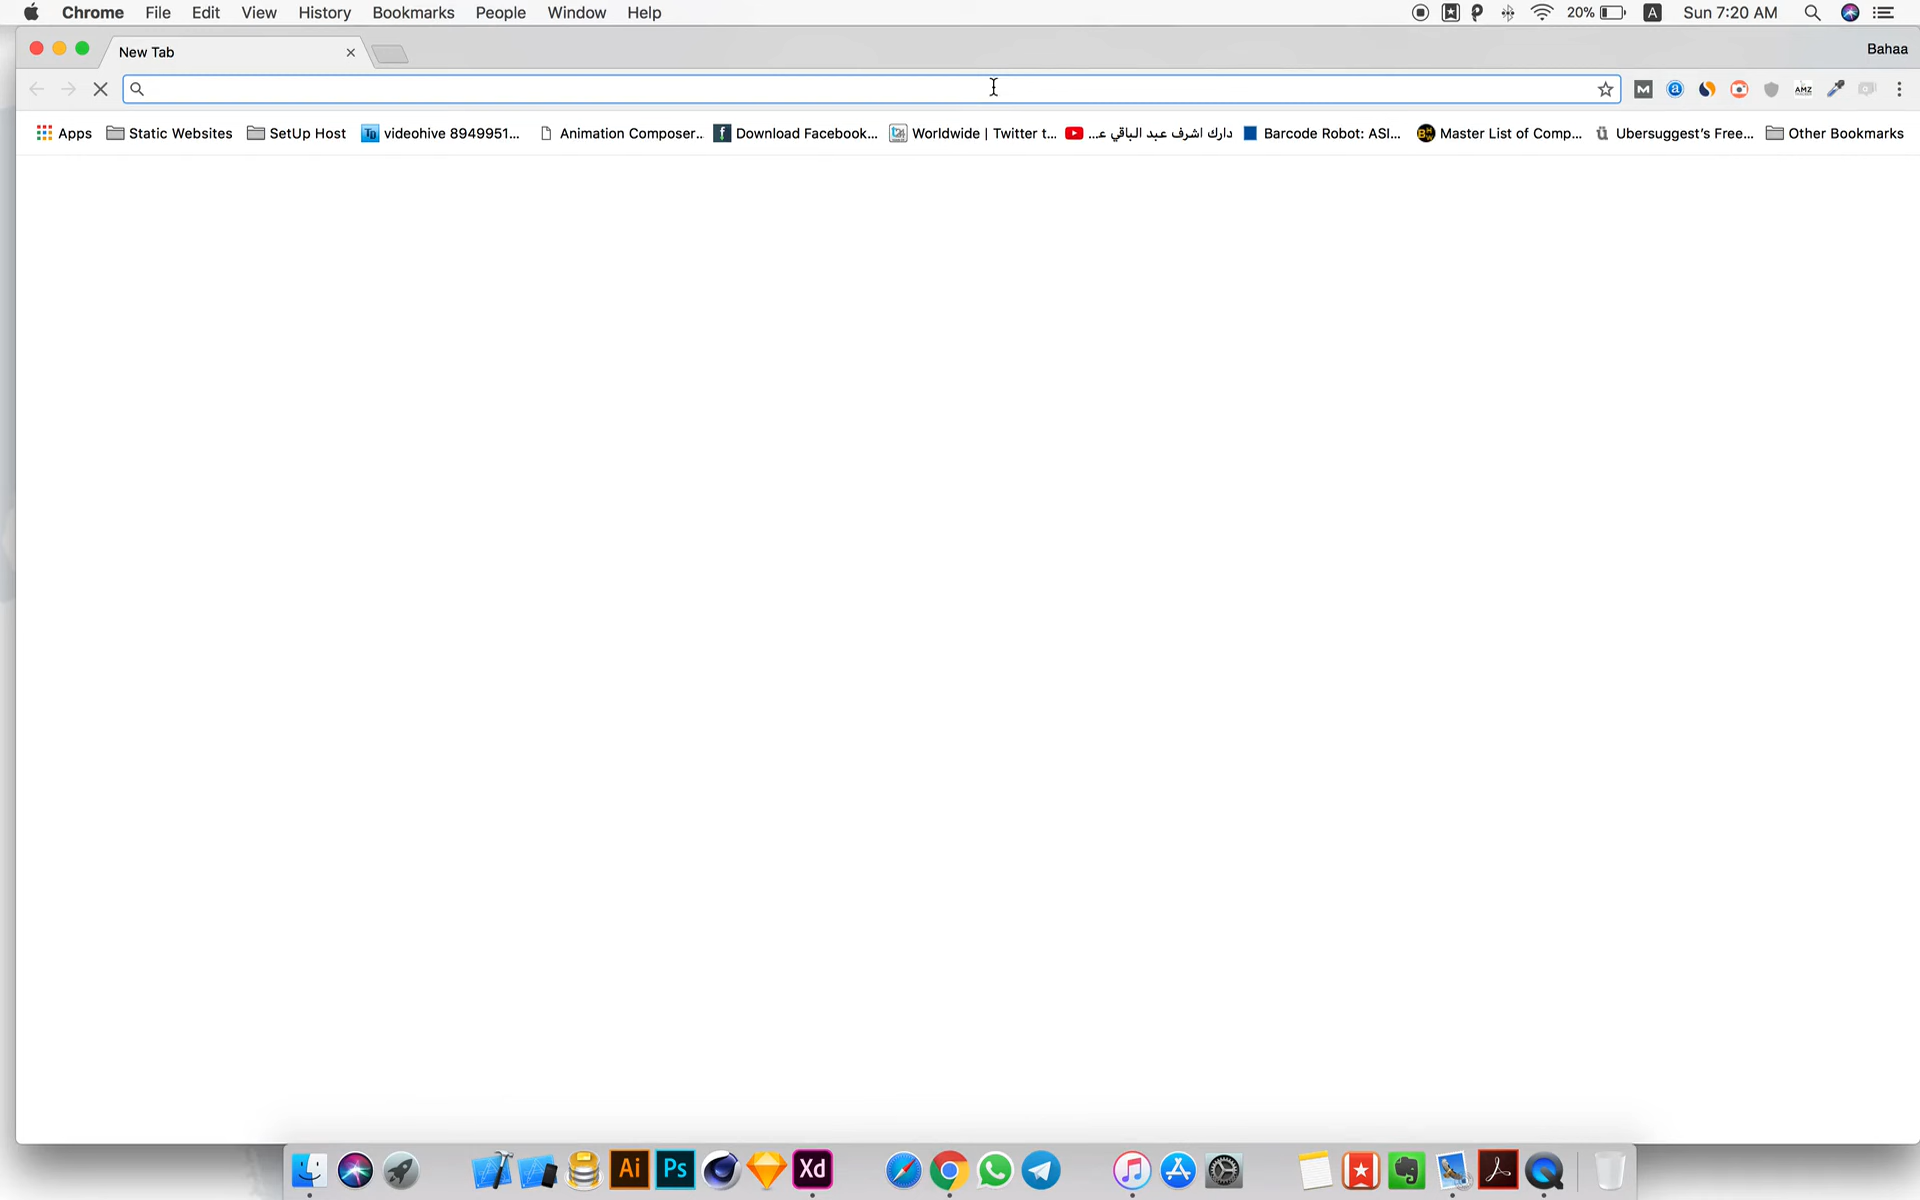 Chrome File Edit View History Bookmarks People Window Help 20% A Sun 7:20 AM
New Tab Bahaa
M a AMZ
Apps Static Websites SetUp Host videohive 8949951... Animation Composer... Download Facebook... Worldwide | Twitter t... دارك اشرف عبد الباقي ع... Barcode Robot: ASI... Master List of Comp... Ubersuggest's Free... Other Bookmarks
Ai Ps Xd